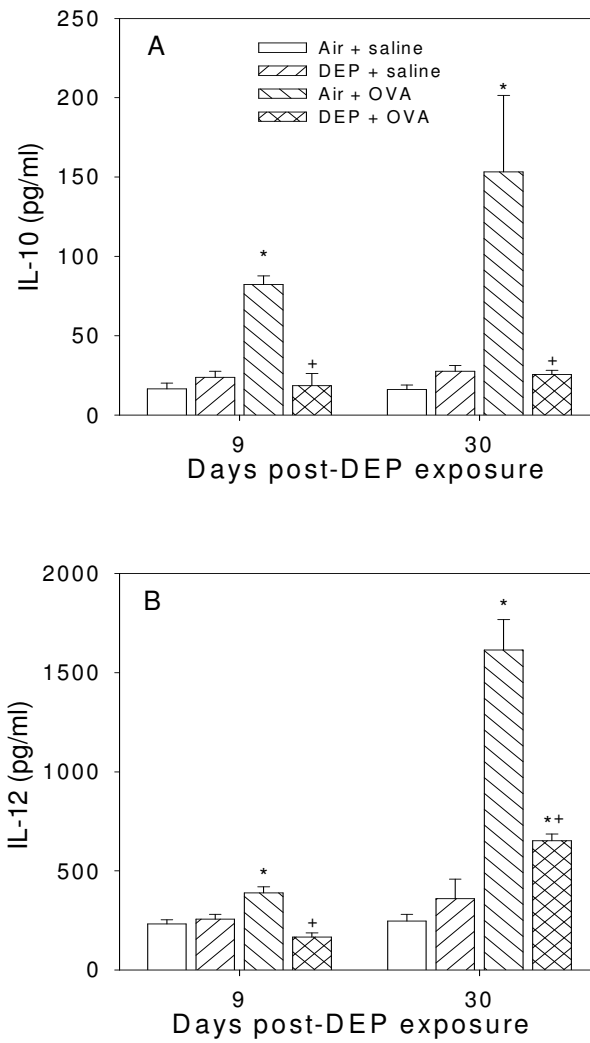 250
A
Air + saline
DEP + saline
200
Air + OVA
*
DEP + OVA
150
IL-10 (pg/ml)
100
*
50
+
+
0
9
30
Days post-DEP exposure
2000
B
*
1500
IL-12 (pg/ml)
1000
*+
500
*
+
0
9
30
Days post-DEP exposure